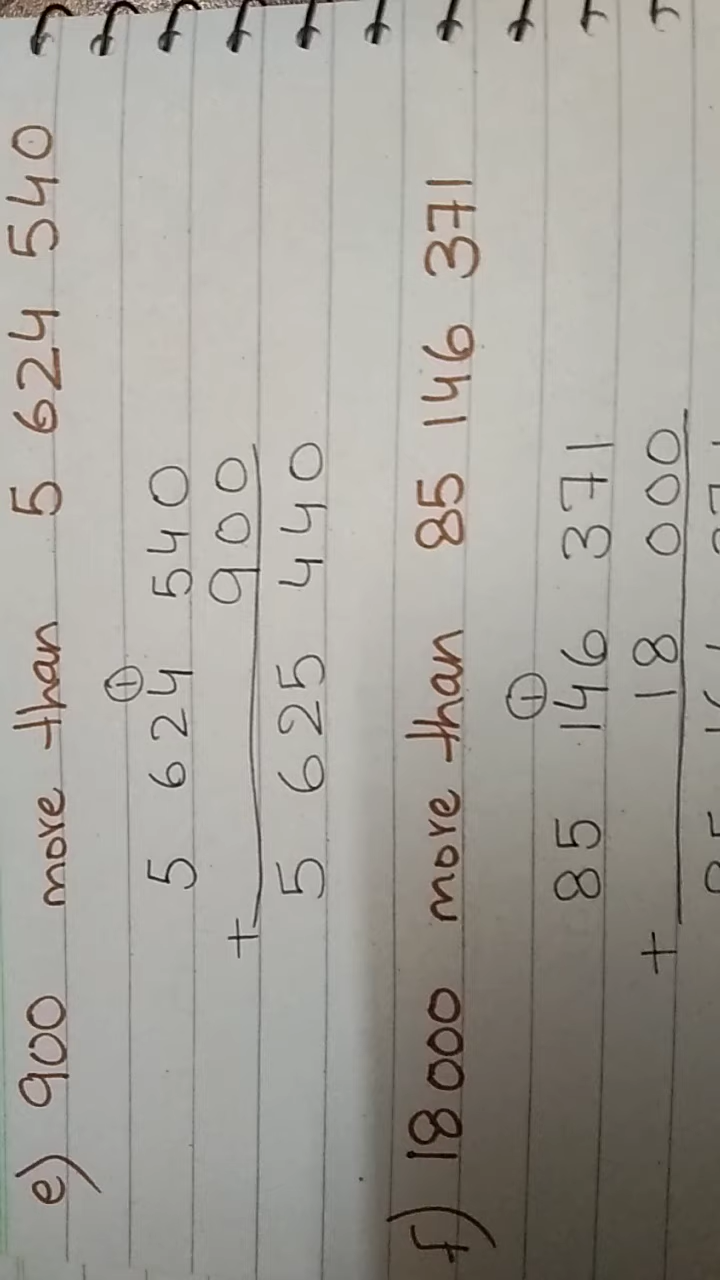 e) 900 more than 5 624 540
+1
5 624 540
+ 900
5 625 440
f) 18 000 more than 85 146 371
+1
85 146 371
+ 18 000